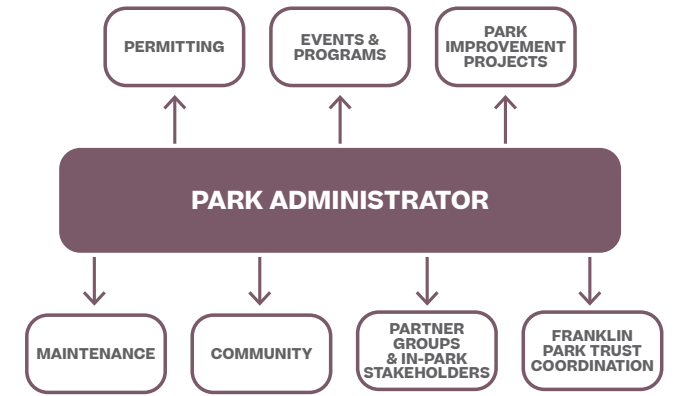 PERMITTING
EVENTS &
PROGRAMS
PARK
IMPROVEMENT
PROJECTS
PARK ADMINISTRATOR
MAINTENANCE
COMMUNITY
PARTNER
GROUPS
& IN-PARK
STAKEHOLDERS
FRANKLIN
PARK TRUST
COORDINATION